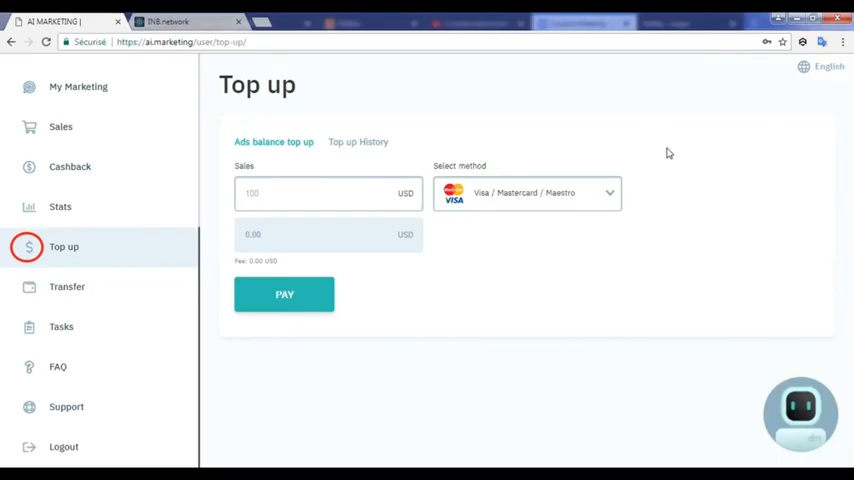 AI MARKETING |
INB.network
Sécurisé
https://ai.marketing/user/top-up/
English
My Marketing
Sales
Cashback
Stats
$ Top up
Transfer
Tasks
FAQ
Support
Logout
Top up
Ads balance top up Top up History
Sales Select method
100 USD VISA Visa / Mastercard / Maestro
0.00 USD
Fee: 0.00 USD
PAY